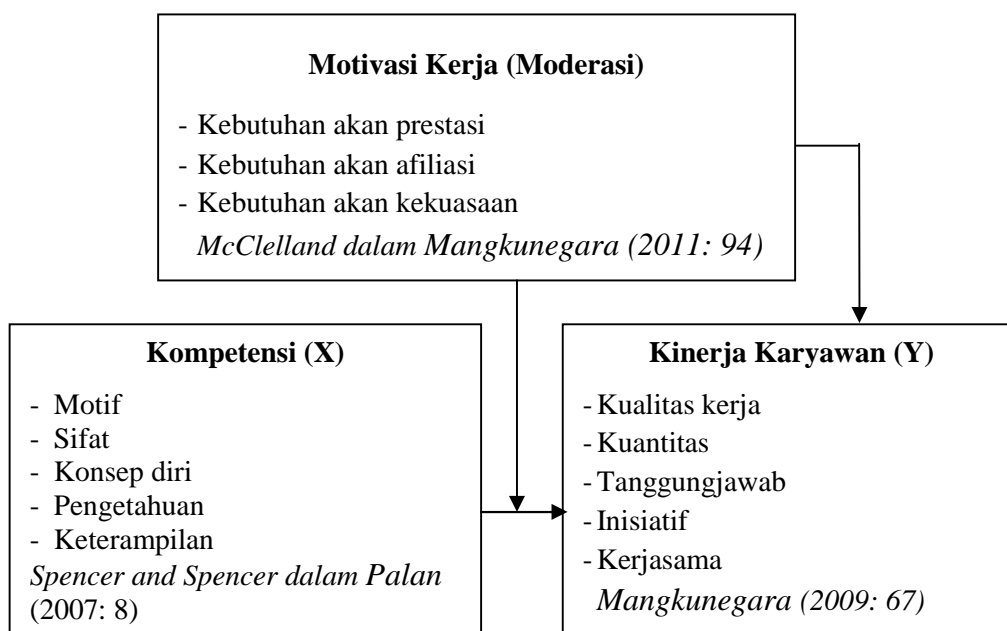 Motivasi Kerja (Moderasi)
- Kebutuhan akan prestasi
- Kebutuhan akan afiliasi
- Kebutuhan akan kekuasaan
McClelland dalam Mangkunegara (2011: 94)
Kompetensi (X)
- Motif
- Sifat
- Konsep diri
- Pengetahuan
- Keterampilan
Spencer and Spencer dalam Palan
(2007: 8)
Kinerja Karyawan (Y)
- Kualitas kerja
- Kuantitas
- Tanggungjawab
- Inisiatif
- Kerjasama
Mangkunegara (2009: 67)